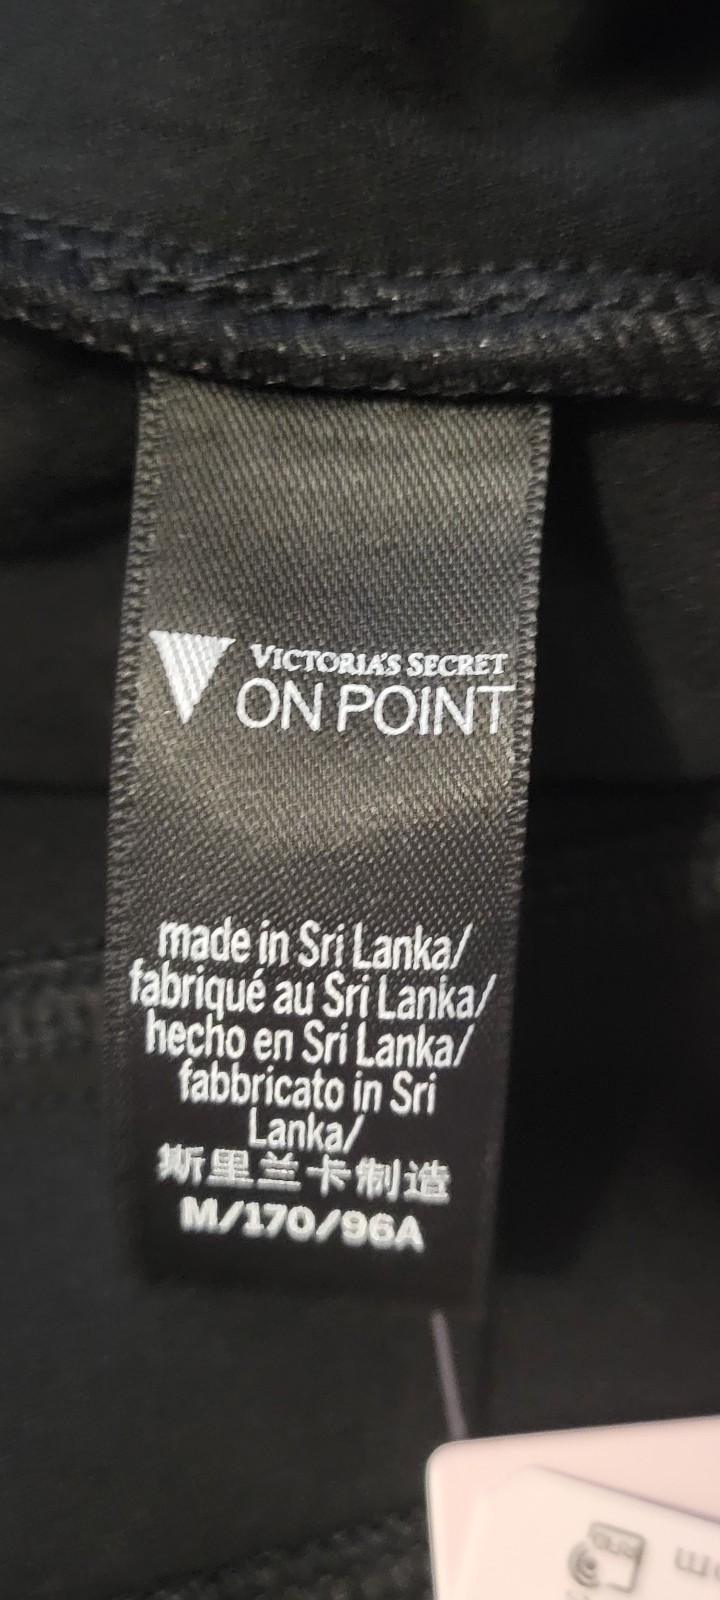 VICTORIA'S SECRET
ON POINT
made in Sri Lanka/
fabriqué au Sri Lanka/
hecho en Sri Lanka/
fabbricato in Sri
Lanka/
斯里兰卡制造
M/170/96A